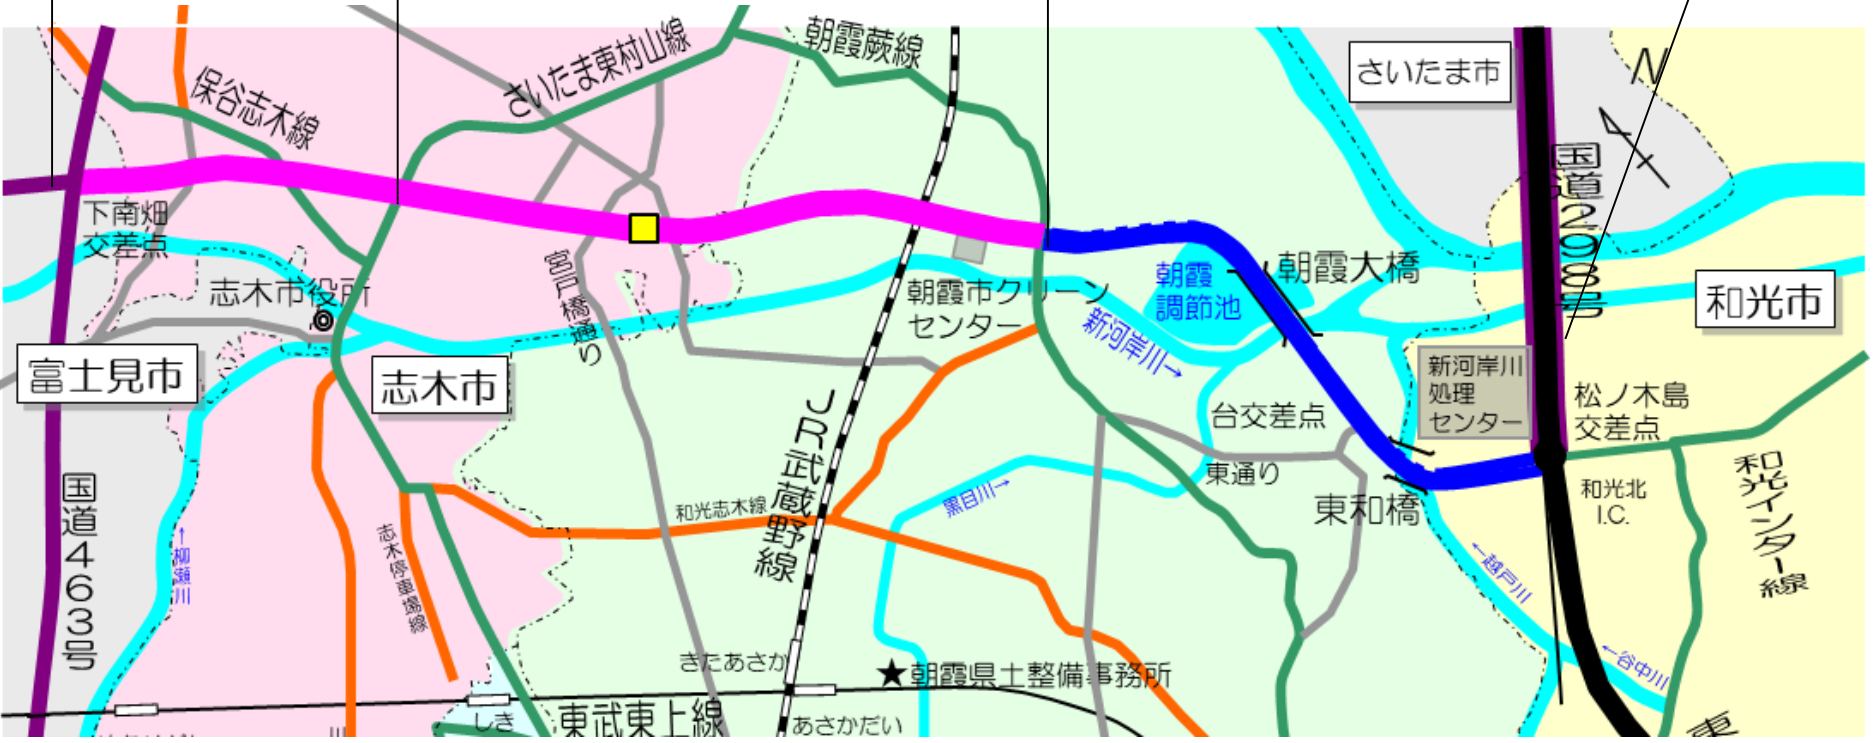 朝霞蕨線
さいたま東村山線
保谷志木線
さいたま市
N
国道298号
下南畑
交差点
志木市役所
宮戸橋通り
朝霞市クリーン
センター
朝霞
調節池
朝霞大橋
新河岸川→
和光市
富士見市
志木市
新河岸川
処理
センター
松ノ木島
交差点
台交差点
東通り
東和橋
和光北
I.C.
和光インター線
JR武蔵野線
国道463号
←柳瀬川
志木停車場線
和光志木線
黒目川→
←越戸川
←谷中川
きたあさか
★朝霞県土整備事務所
しき
東武東上線
あさかだい
東